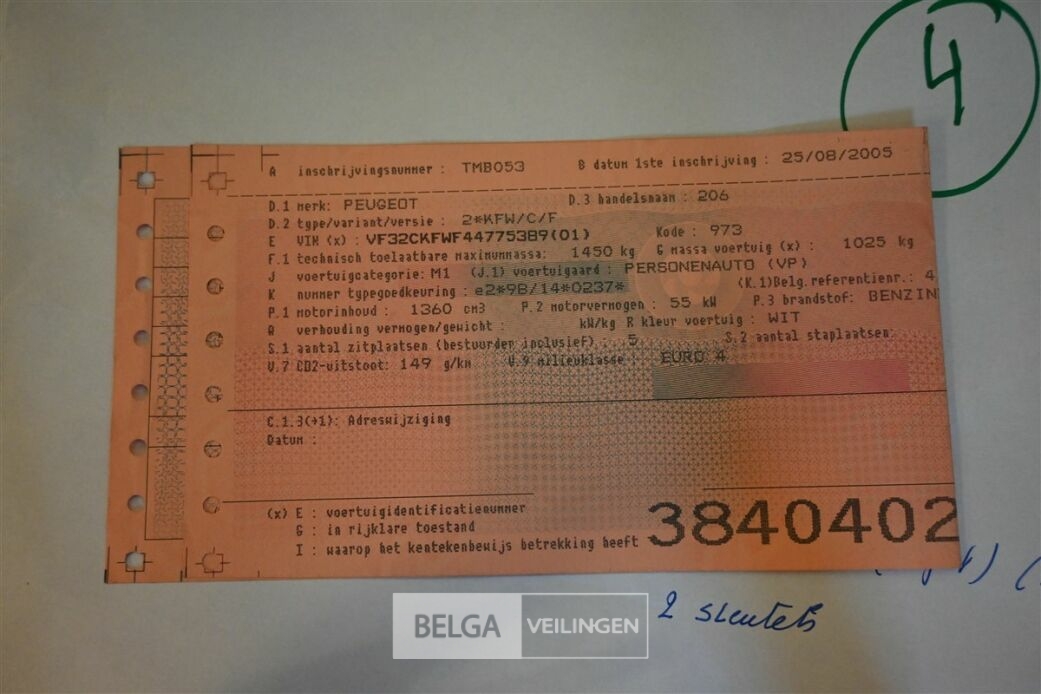 4
A inschrijvingsnummer : TMB053 B datum 1ste inschrijving : 25/08/2005
D.1 merk: PEUGEOT D.3 handelsnaam : 206
D.2 type/variant/versie : 2*KFW/C/F
E VIN (x) : VF32CKFWF44775389(01) Kode : 973
F.1 technisch toelaatbare maximummassa: 1450 kg G massa voertuig (x) : 1025 kg
J voertuigcategorie: M1 (J.1) voertuigaard : PERSONENAUTO (VP)
K nummer typegoedkeuring : e2*98/14*0237* (K.1)Belg.referentienr.: 4
P.1 motorinhoud : 1360 cm3 P.2 motorvermogen : 55 kW P.3 brandstof: BENZIN
Q verhouding vermogen/gewicht : kW/kg R kleur voertuig : WIT
S.1 aantal zitplaatsen (bestuurder inclusief) : 5 S.2 aantal staplaatsen:
V.7 CO2-uitstoot: 149 g/km V.9 milieuklasse : EURO 4
C.1.3(+1): Adreswijziging
Datum :
(x) E : voertuigidentificatienummer
G : in rijklare toestand
I : waarop het kentekenbewijs betrekking heeft
3840402
2 sleutels
BELGA VEILINGEN